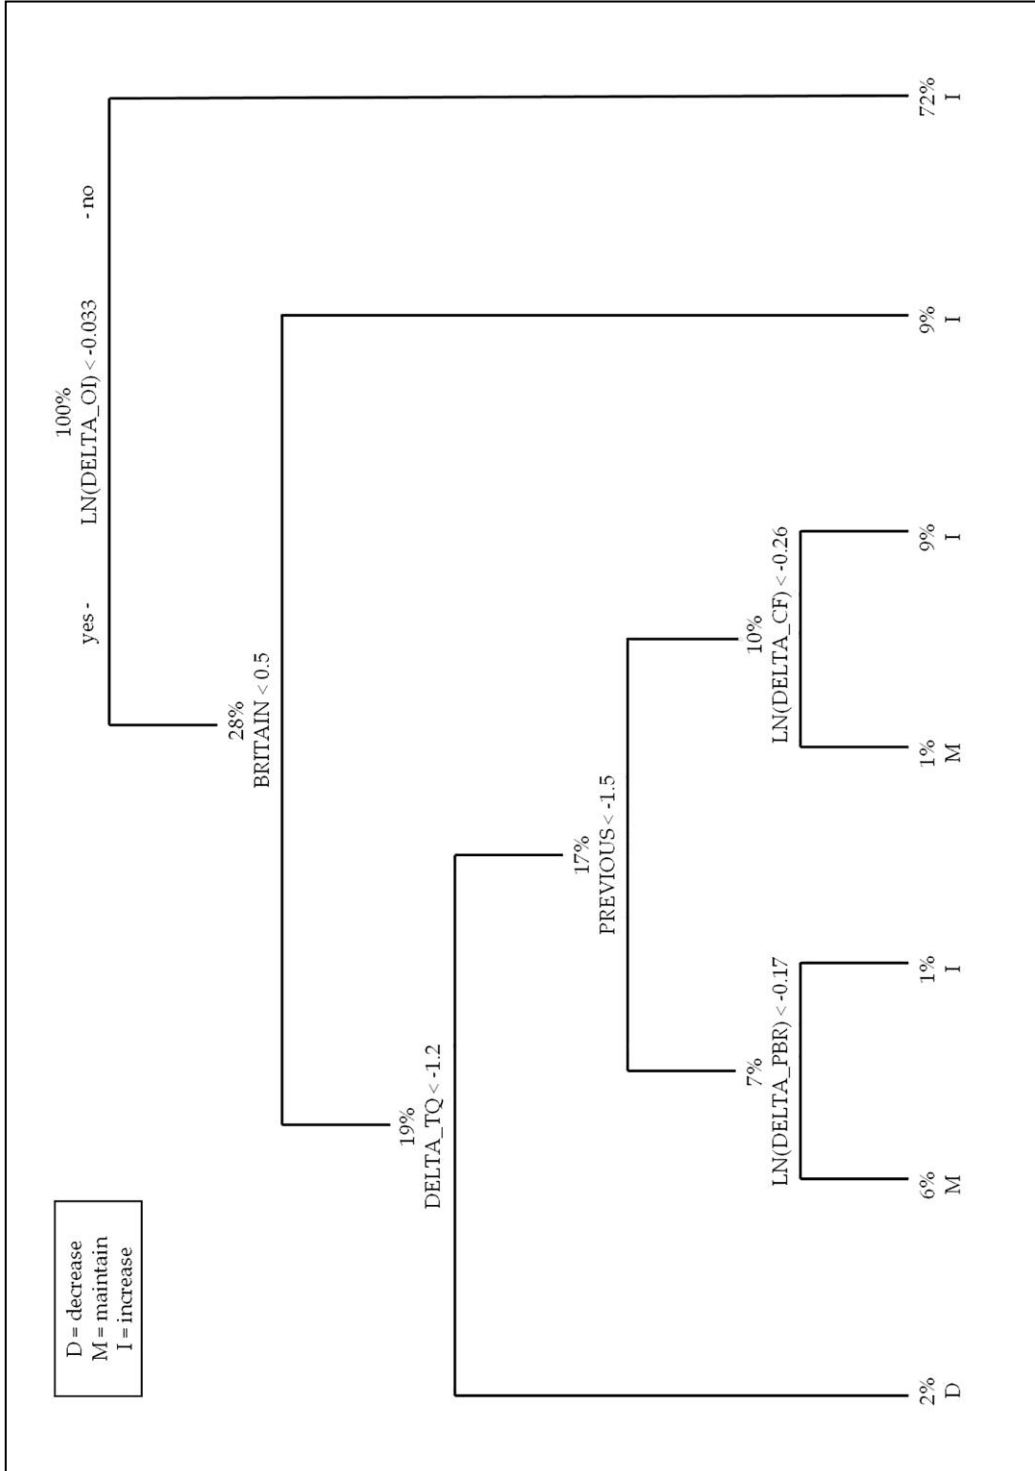 D = decrease
M = maintain
I = increase
100%
yes - LN(DELTA_OI) < -0.033 - no
28%
BRITAIN < 0.5
19%
DELTA_TQ < -1.2
17%
PREVIOUS < -1.5
7% 10%
LN(DELTA_PBR) < -0.17 LN(DELTA_CF) < -0.26
2% 6% 1% 1% 9% 9% 72%
D M I M I I I